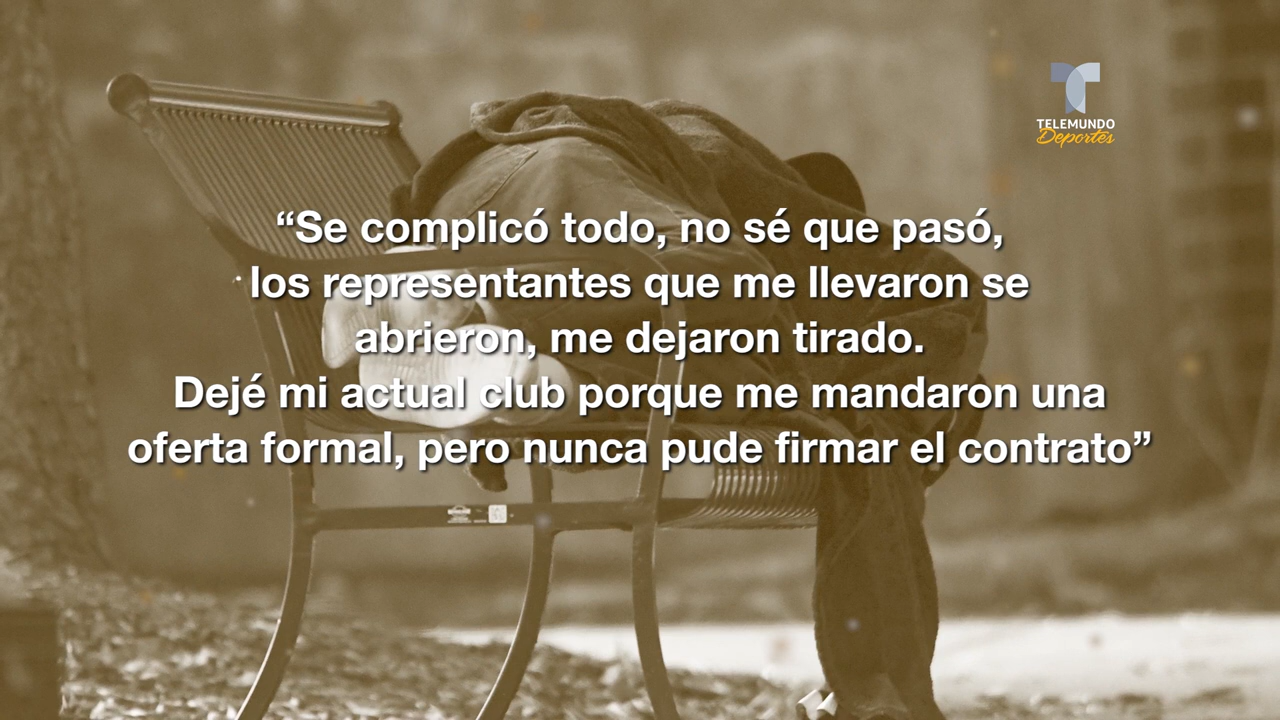 TELEMUNDO
Deportes
“Se complicó todo, no sé que pasó,
los representantes que me llevaron se
abrieron, me dejaron tirado.
Dejé mi actual club porque me mandaron una
oferta formal, pero nunca pude firmar el contrato”